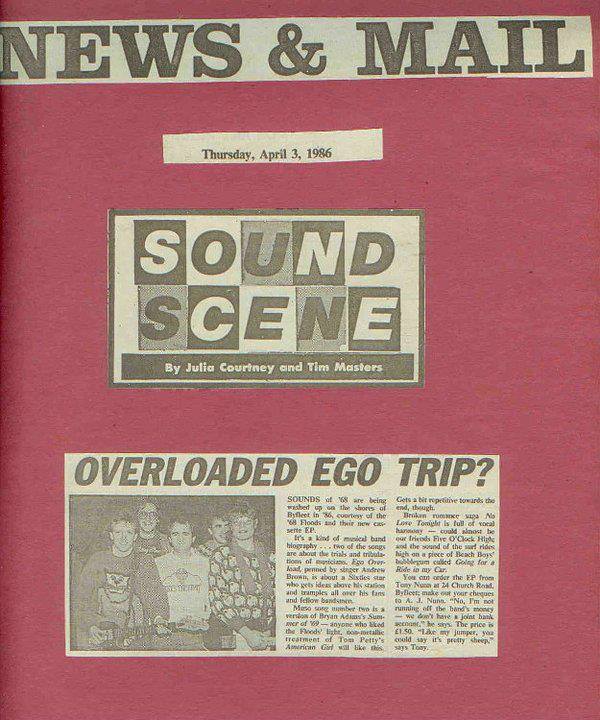 NEWS & MAIL
Thursday, April 3, 1986
SOUND
SCENE
By Julia Courtney and Tim Masters
OVERLOADED EGO TRIP?
SOUNDS of '68 are being
washed up on the shores of
Byfleet in '86, courtesy of the
'68 Floods and their new cas-
sette EP.
It's a kind of musical band
biography . . . two of the songs
are about the trials and tribula-
tions of musicians. Ego Over-
load, penned by singer Andrew
Brown, is about a Sixties star
who gets ideas above his station
and tramples all over his fans
and fellow bandsmen.
Muso song number two is a
version of Bryan Adams's Sum-
mer of '69 — anyone who liked
the Floods' light, non-metallic
treatment of Tom Petty's
American Girl will like this.
Gets a bit repetitive towards the
end, though.
Broken romance saga No
Love Tonight is full of vocal
harmony — could almost be
our friends Five O'Clock High;
and the sound of the surf rides
high on a piece of Beach Boys'
bubblegum called Going for a
Ride in my Car.
You can order the EP from
Tony Nunn at 24 Church Road,
Byfleet; make out your cheques
to A. J. Nunn. "No, I'm not
running off the band's money
— we don't have a joint bank
account," he says. The price is
£1.50. "Like my jumper, you
could say it's pretty sheep,"
says Tony.